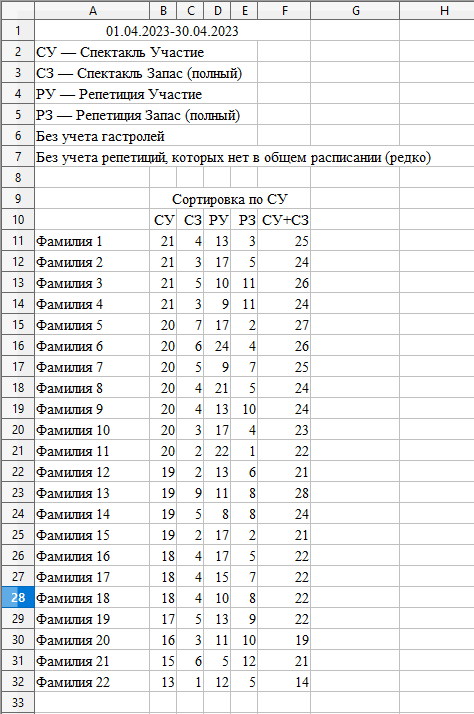 A B C D E F G H
1 01.04.2023-30.04.2023
2 СУ — Спектакль Участие
3 СЗ — Спектакль Запас (полный)
4 РУ — Репетиция Участие
5 РЗ — Репетиция Запас (полный)
6 Без учета гастролей
7 Без учета репетиций, которых нет в общем расписании (редко)
8
9 Сортировка по СУ
10 СУ СЗ РУ РЗ СУ+СЗ
11 Фамилия 1 21 4 13 3 25
12 Фамилия 2 21 3 17 5 24
13 Фамилия 3 21 5 10 11 26
14 Фамилия 4 21 3 9 11 24
15 Фамилия 5 20 7 17 2 27
16 Фамилия 6 20 6 24 4 26
17 Фамилия 7 20 5 9 7 25
18 Фамилия 8 20 4 21 5 24
19 Фамилия 9 20 4 13 10 24
20 Фамилия 10 20 3 17 4 23
21 Фамилия 11 20 2 22 1 22
22 Фамилия 12 19 2 13 6 21
23 Фамилия 13 19 9 11 8 28
24 Фамилия 14 19 5 8 8 24
25 Фамилия 15 19 2 17 2 21
26 Фамилия 16 18 4 17 5 22
27 Фамилия 17 18 4 15 7 22
28 Фамилия 18 18 4 10 8 22
29 Фамилия 19 17 5 13 9 22
30 Фамилия 20 16 3 11 10 19
31 Фамилия 21 15 6 5 12 21
32 Фамилия 22 13 1 12 5 14
33